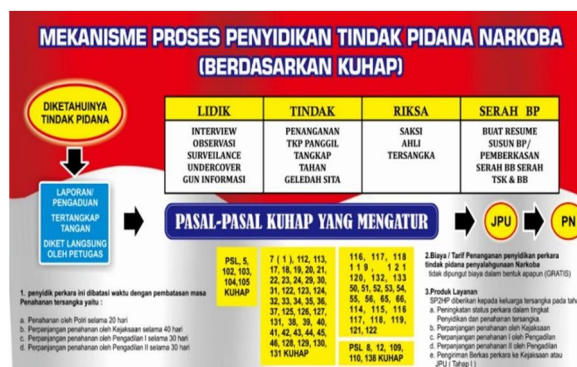 MEKANISME PROSES PENYIDIKAN TINDAK PIDANA NARKOBA
(BERDASARKAN KUHAP)
DIKETAHUINYA
TINDAK PIDANA
LIDIK
INTERVIEW
OBSERVASI
SURVEILANCE
UNDERCOVER
GUN INFORMASI
TINDAK
PENANGANAN
TKP PANGGIL
TANGKAP
TAHAN
GELEDAH SITA
RIKSA
SAKSI
AHLI
TERSANGKA
SERAH BP
BUAT RESUME
SUSUN BP/
PEMBERKASAN
SERAH BB SERAH
TSK & BB
LAPORAN/
PENGADUAN
TERTANGKAP
TANGAN
DIKET LANGSUNG
OLEH PETUGAS
PASAL-PASAL KUHAP YANG MENGATUR
JPU
PN
PSL, 5,
102, 103,
104,105
KUHAP
7 ( 1 ), 112, 113,
17, 18, 19, 20, 21,
22, 23, 24, 29, 30,
31, 122, 123, 124,
32, 33, 34, 35, 36,
37, 125, 126, 127,
131, 38, 39, 40,
41, 42, 43, 44, 45,
46, 128, 129, 130,
131 KUHAP
116, 117, 118
119, 121
120, 132, 133
50, 51, 52, 53, 54,
55, 56, 65, 66,
114, 115, 116
117, 118, 119,
121, 122
PSL 8, 12, 109,
110, 138 KUHAP
1. penyidik perkara ini dibatasi waktu dengan pembatasan masa
Penahanan tersangka yaitu :
a. Penahanan oleh Polri selama 20 hari
b. Perpanjangan penahanan oleh Kejaksaan selama 40 hari
c. Perpanjangan penahanan oleh Pengadilan I selama 30 hari
d. Perpanjangan penahanan oleh Pengadilan II selama 30 hari
2.Biaya / Tarif Penanganan penyidikan perkara
tindak pidana penyalahgunaan Narkoba
tidak dipungut biaya dalam bentuk apapun (GRATIS)
3.Produk Layanan
SP2HP diberikan kepada keluarga tersangka pada tah
a. Peningkatan status perkara dalam tingkat
Penyidikan dan penahanan tersangka.
b. Perpanjangan penahanan oleh Kejaksaan
c. Perpanjangan penahanan I oleh Pengadilan
d. Perpanjangan penahanan II oleh Pengadilan
e. Pengiriman Berkas perkara ke Kejaksaan atau
JPU ( Tahap I )